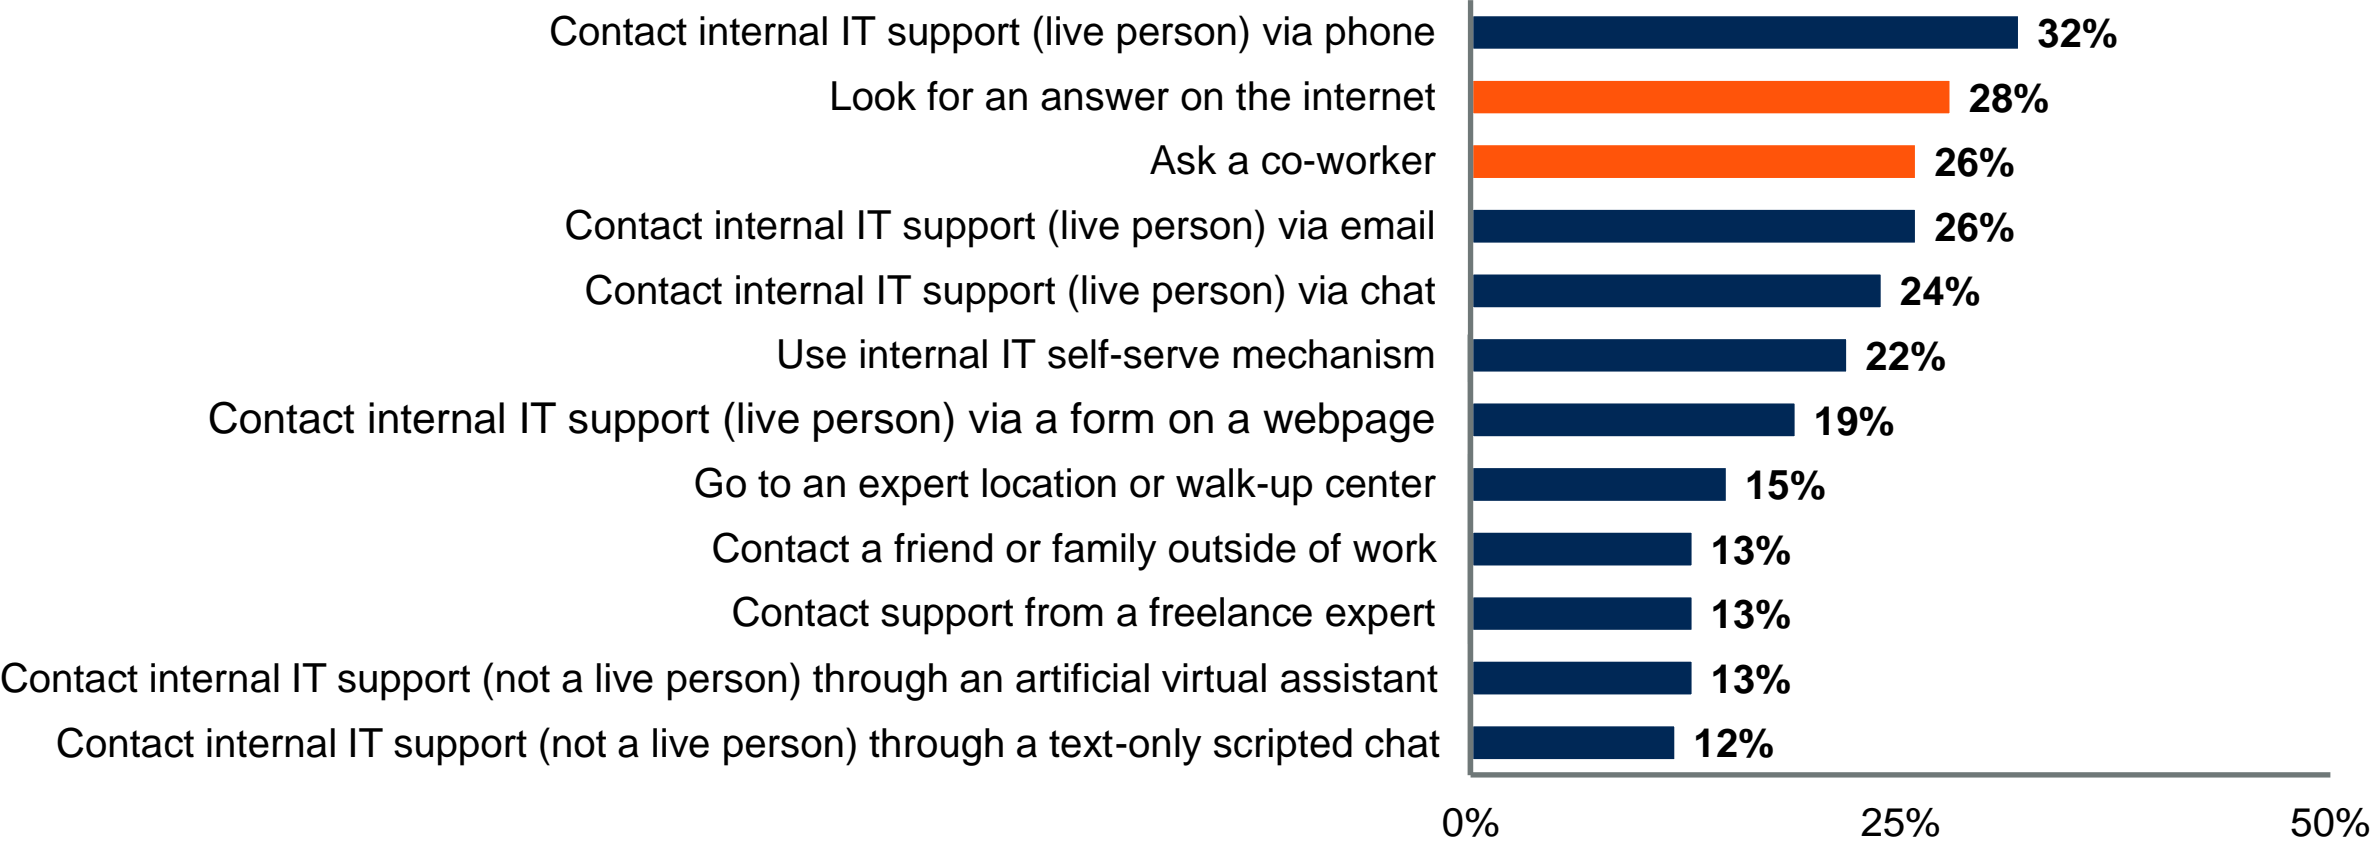 Contact internal IT support (live person) via phone 32%
Look for an answer on the internet 28%
Ask a co-worker 26%
Contact internal IT support (live person) via email 26%
Contact internal IT support (live person) via chat 24%
Use internal IT self-serve mechanism 22%
Contact internal IT support (live person) via a form on a webpage 19%
Go to an expert location or walk-up center 15%
Contact a friend or family outside of work 13%
Contact support from a freelance expert 13%
Contact internal IT support (not a live person) through an artificial virtual assistant 13%
Contact internal IT support (not a live person) through a text-only scripted chat 12%
0% 25% 50%